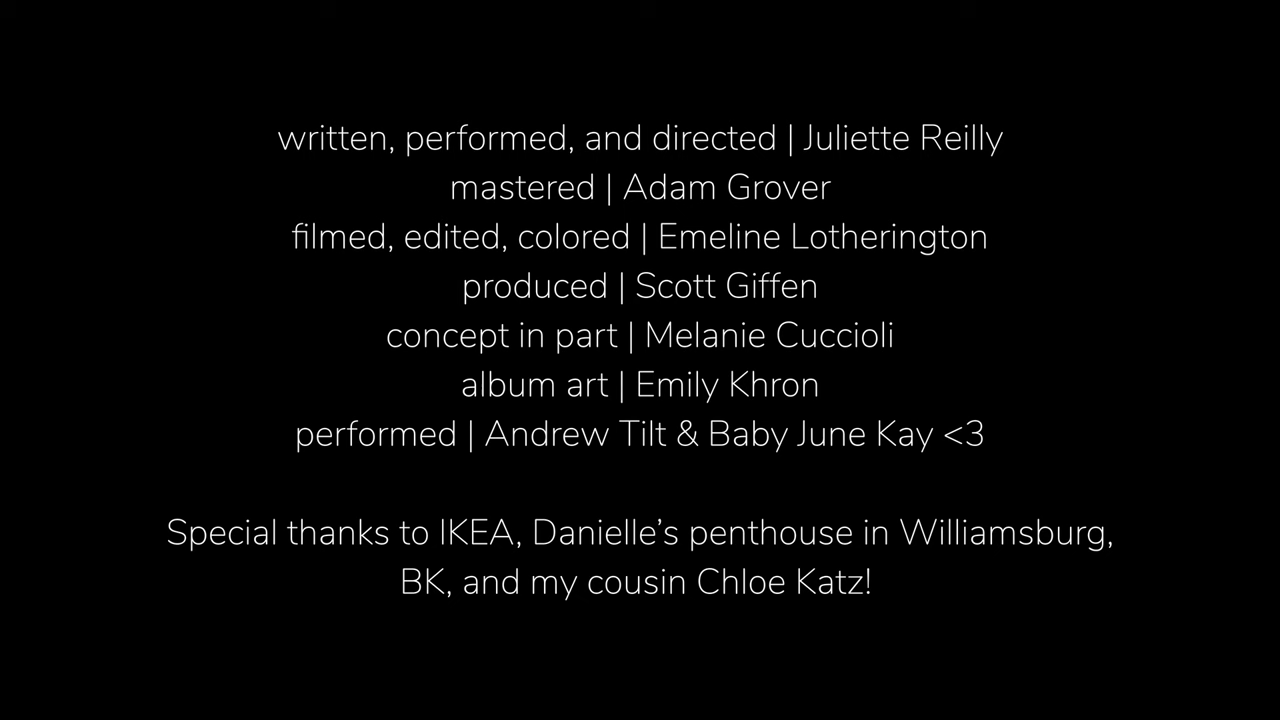 written, performed, and directed | Juliette Reilly
mastered | Adam Grover
filmed, edited, colored | Emeline Lotherington
produced | Scott Giffen
concept in part | Melanie Cuccioli
album art | Emily Khron
performed | Andrew Tilt & Baby June Kay <3
Special thanks to IKEA, Danielle’s penthouse in Williamsburg,
BK, and my cousin Chloe Katz!